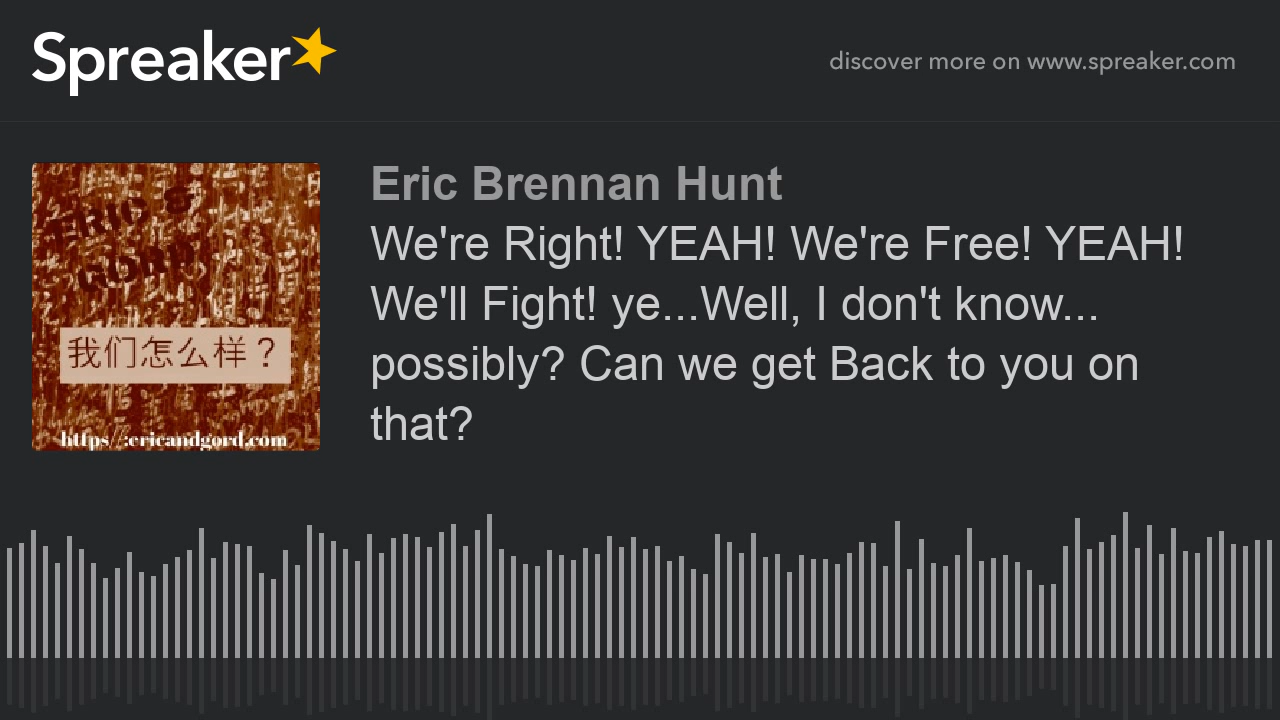 Spreaker
discover more on www.spreaker.com
ERIC &
GORD
我们怎么样？
https//:ericandgord.com
Eric Brennan Hunt
We're Right! YEAH! We're Free! YEAH!
We'll Fight! ye...Well, I don't know...
possibly? Can we get Back to you on
that?